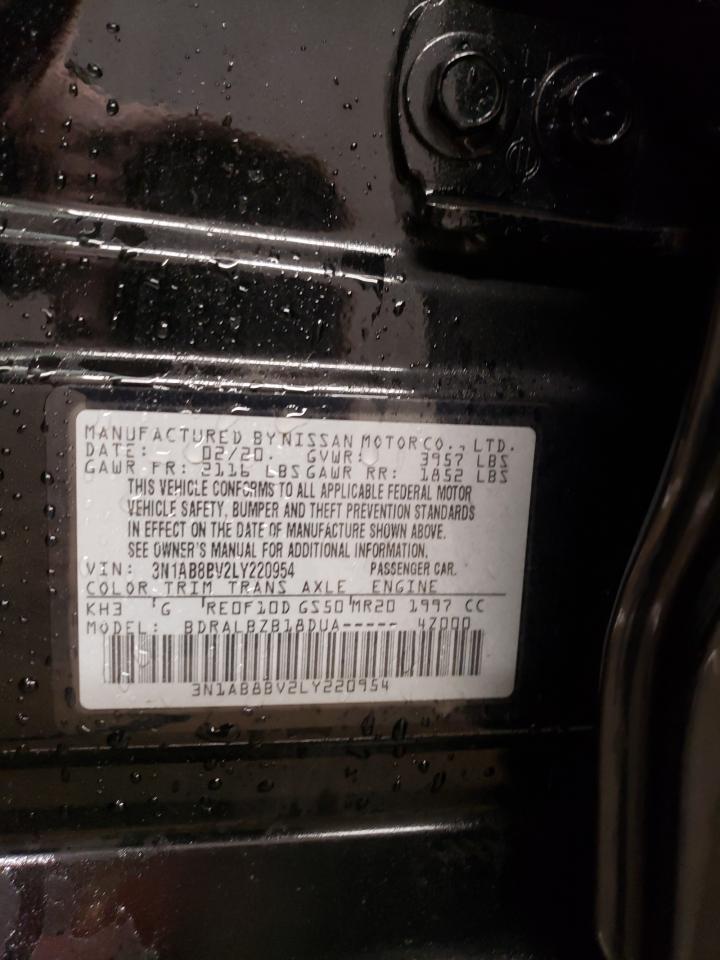 MANUFACTURED BY NISSAN MOTOR CO., LTD.
DATE: 02/20. GVWR: 3957 LBS
GAWR FR: 2116 LBS GAWR RR: 1852 LBS
THIS VEHICLE CONFORMS TO ALL APPLICABLE FEDERAL MOTOR
VEHICLE SAFETY, BUMPER AND THEFT PREVENTION STANDARDS
IN EFFECT ON THE DATE OF MANUFACTURE SHOWN ABOVE.
SEE OWNER'S MANUAL FOR ADDITIONAL INFORMATION.
VIN: 3N1AB8BV2LY220954 PASSENGER CAR.
COLOR TRIM TRANS AXLE ENGINE
KH3 G RE0F10D GS50 MR20 1997 CC
MODEL: BDRALBZB18DUA----- 4Z000
3N1AB8BV2LY220954